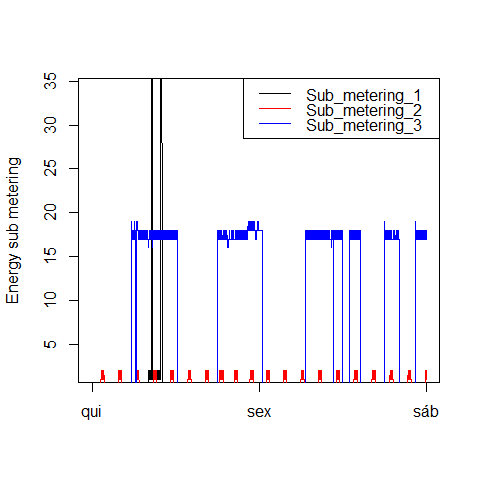 Energy sub metering
35
30
25
20
15
10
5
Sub_metering_1
Sub_metering_2
Sub_metering_3
qui sex sáb